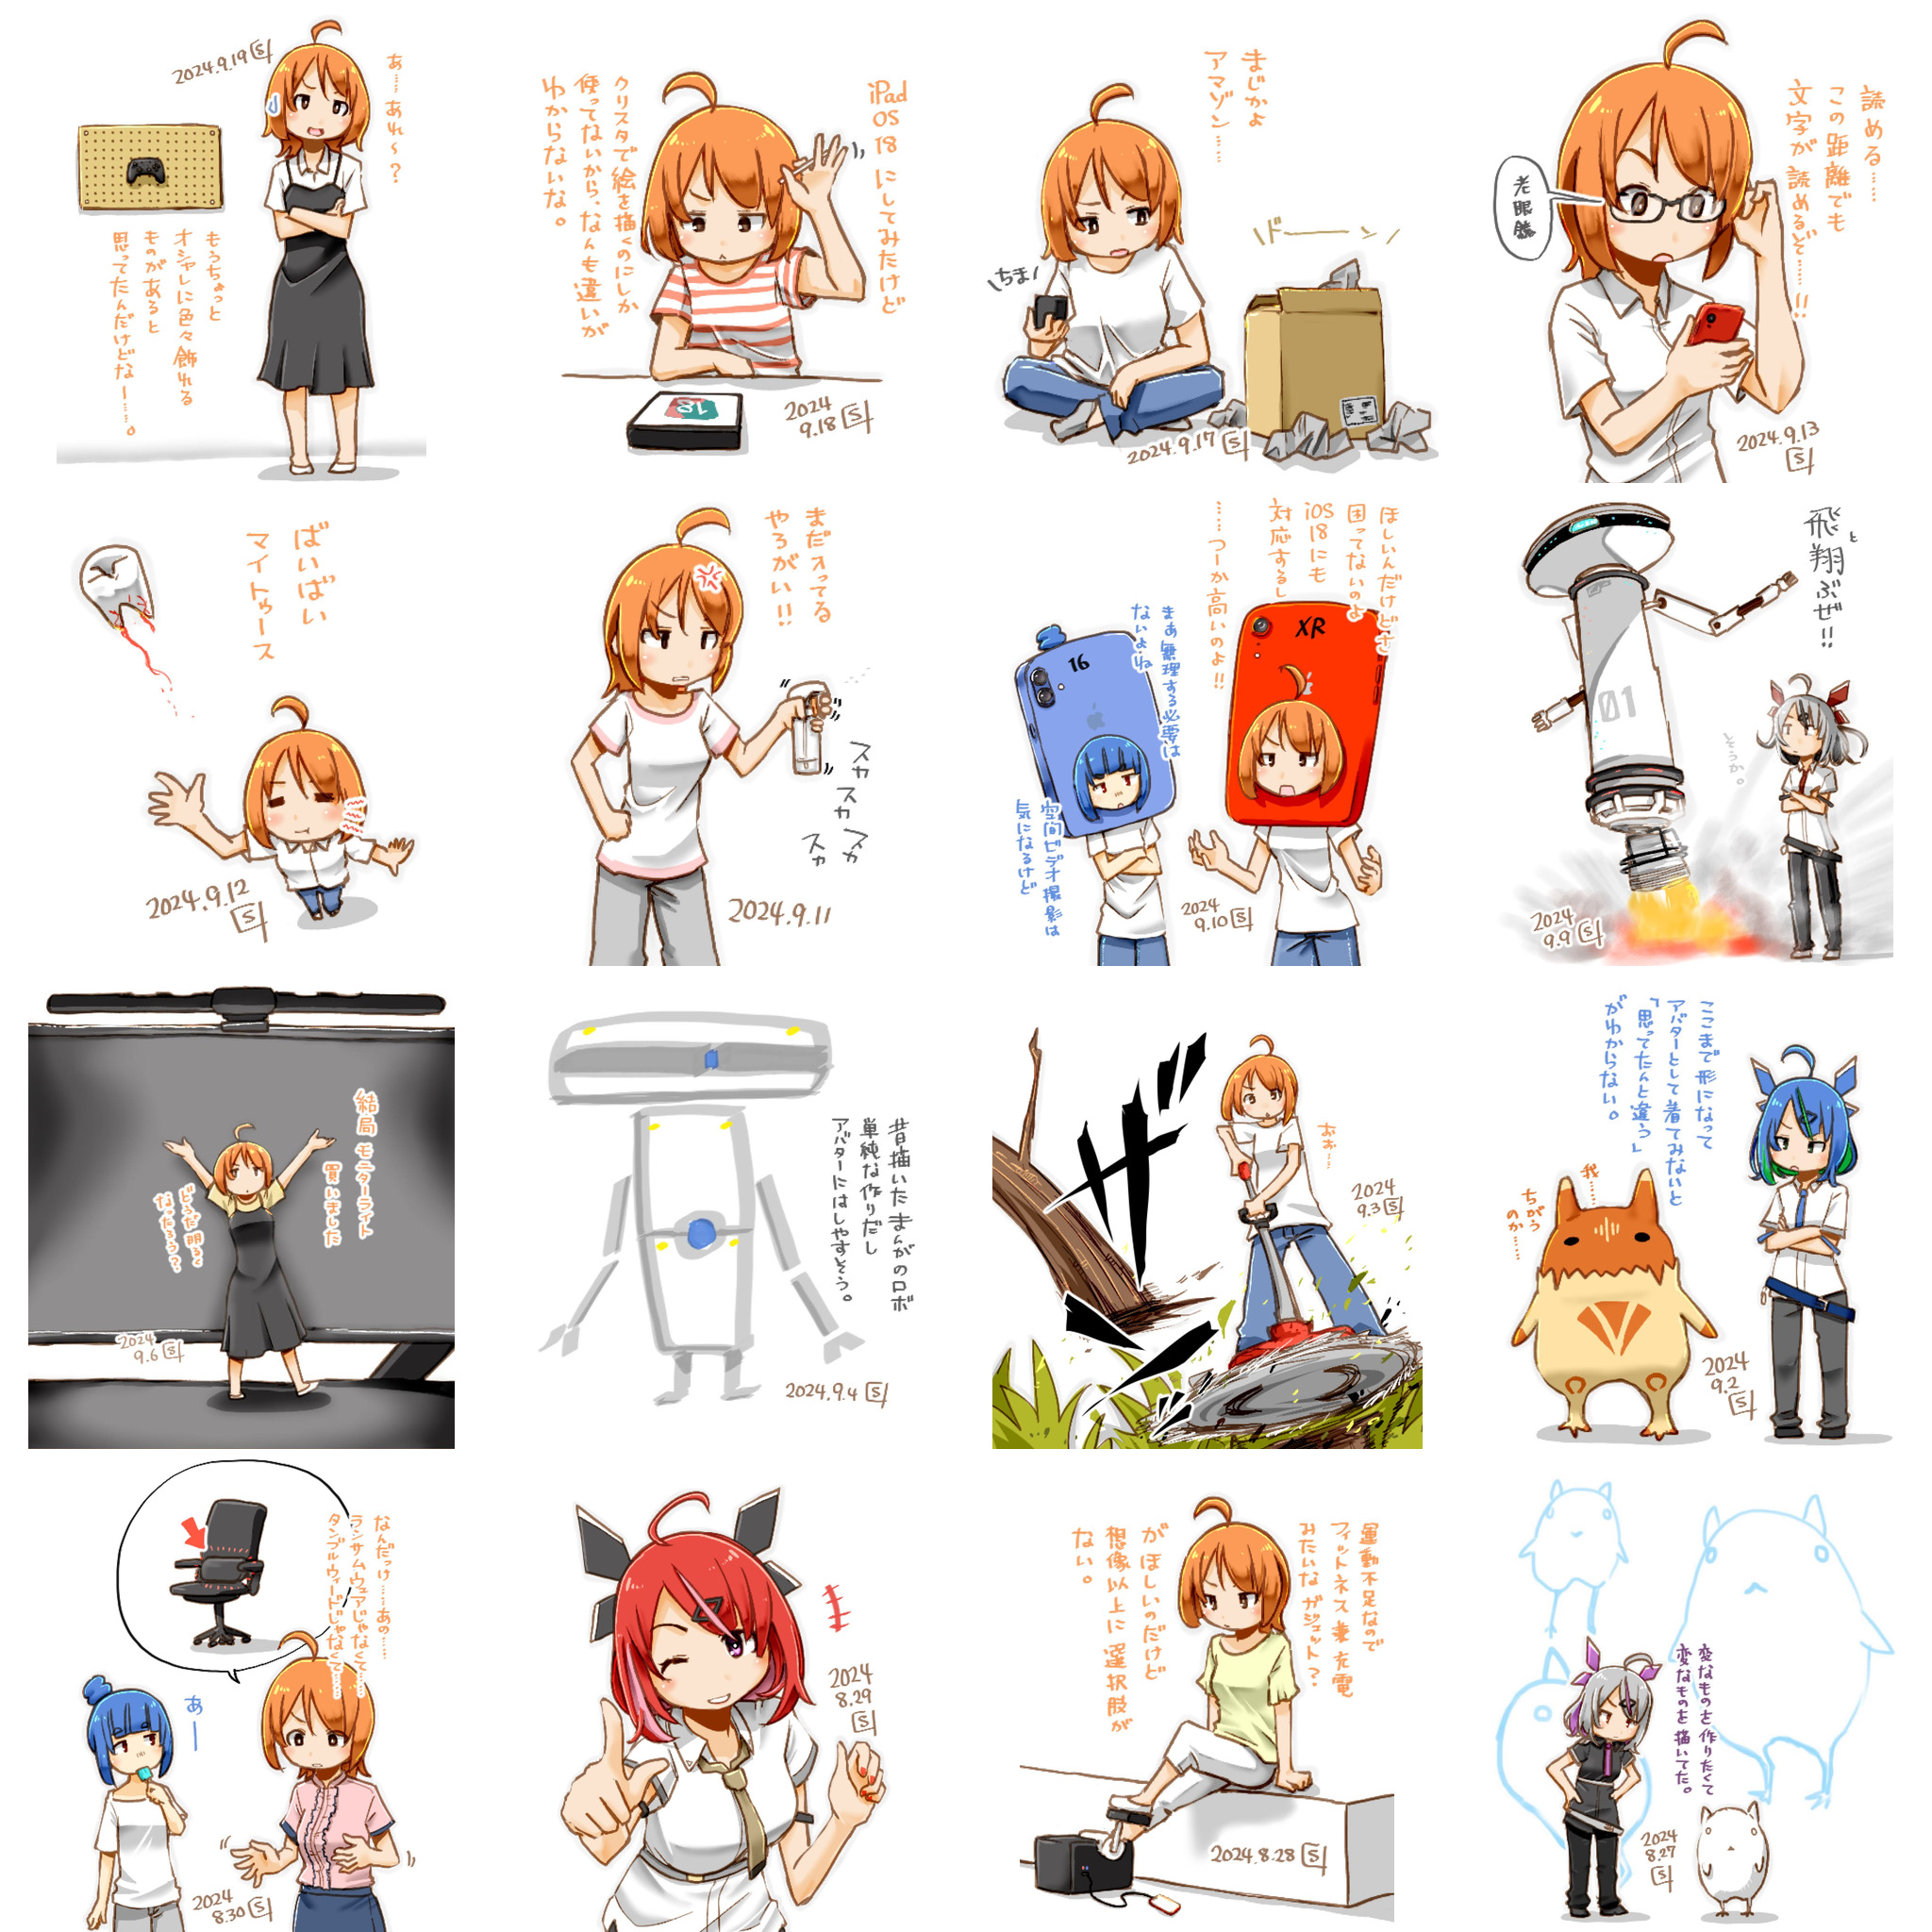 あ……あれ〜?
2024.9.19 S
もうちょっと
オシャレに色々飾れる
ものがあると
思ってたんだけどなー……。
iPad
OS
18にしてみたけど
クリスタで絵を描くのにしか
使ってないから、なんも違いが
わからないな。
18
2024
9.18 S
まじかよ
アマゾン……
ちまっ
ドーーン
2024.9.17 S
読める……
この距離でも
文字が読めるぞ……!!
老眼鏡
2024.9.13
S
ばいばい
マイトゥース
2024.9.12
S
まだ入ってる
やろがい!!
スカ
スカ
スカ
スカ
2024.9.11
ほしいんだけどさ
困ってないのよ
iOS
18にも
対応するし
……つーか高いのよ!!
XR
16
まあ無理する必要は
ないよね
空間ビデオ撮影は
気になるけど
2024
9.10 S
飛翔ぶぜ!!
と
01
そうか。
2024
9.9 S
結局モニターライト
買いました
どうだ明るく
なったろう?
2024
9.6 S
昔描いたまんがのロボ
単純な作りだし
アバターにはしやすそう。
2024.9.4 S
ザ
おお…
2024
9.3 S
ここまで形になって
アバターとして着てみないと
「思ってたんと違う」
がわからない。
我……
ちがう
のか……
2024
9.2
S
なんだっけ……あの……
ランサムウェアじゃなくて……
タンブルウィードじゃなくて……
あー
2024
8.30 S
2024
8.29
S
運動不足なので
フィットネス兼充電
みたいなガジェット?
がほしいのだけど
想像以上に選択肢が
ない。
2024.8.28 S
変なものを作りたくて
変なものを描いてた。
2024
8.27
S